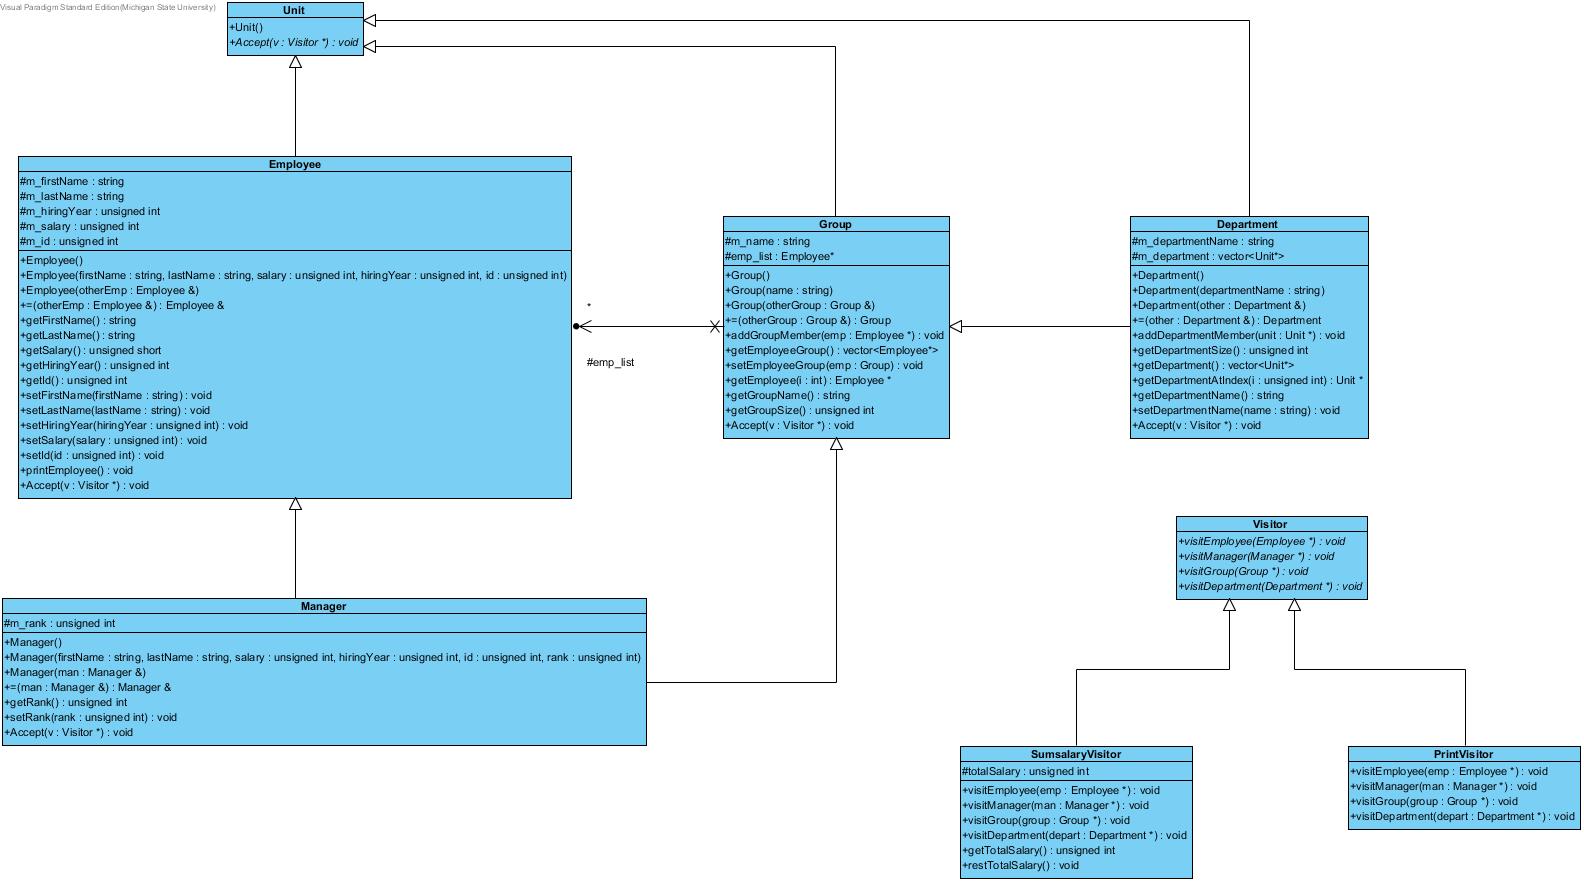 Visual Paradigm Standard Edition(Michigan State University)
Unit
+Unit()
+Accept(v : Visitor *) : void
Employee
#m_firstName : string
#m_lastName : string
#m_hiringYear : unsigned int
#m_salary : unsigned int
#m_id : unsigned int
+Employee()
+Employee(firstName : string, lastName : string, salary : unsigned int, hiringYear : unsigned int, id : unsigned int)
+Employee(otherEmp : Employee &)
+=(otherEmp : Employee &) : Employee &
+getFirstName() : string
+getLastName() : string
+getSalary() : unsigned short
+getHiringYear() : unsigned int
+getId() : unsigned int
+setFirstName(firstName : string) : void
+setLastName(lastName : string) : void
+setHiringYear(hiringYear : unsigned int) : void
+setSalary(salary : unsigned int) : void
+setId(id : unsigned int) : void
+printEmployee() : void
+Accept(v : Visitor *) : void
*
#emp_list
Group
#m_name : string
#emp_list : Employee*
+Group()
+Group(name : string)
+Group(otherGroup : Group &)
+=(otherGroup : Group &) : Group
+addGroupMember(emp : Employee *) : void
+getEmployeeGroup() : vector<Employee*>
+setEmployeeGroup(emp : Group) : void
+getEmployee(i : int) : Employee *
+getGroupName() : string
+getGroupSize() : unsigned int
+Accept(v : Visitor *) : void
Department
#m_departmentName : string
#m_department : vector<Unit*>
+Department()
+Department(departmentName : string)
+Department(other : Department &)
+=(other : Department &) : Department
+addDepartmentMember(unit : Unit *) : void
+getDepartmentSize() : unsigned int
+getDepartment() : vector<Unit*>
+getDepartmentAtIndex(i : unsigned int) : Unit *
+getDepartmentName() : string
+setDepartmentName(name : string) : void
+Accept(v : Visitor *) : void
Manager
#m_rank : unsigned int
+Manager()
+Manager(firstName : string, lastName : string, salary : unsigned int, hiringYear : unsigned int, id : unsigned int, rank : unsigned int)
+Manager(man : Manager &)
+=(man : Manager &) : Manager &
+getRank() : unsigned int
+setRank(rank : unsigned int) : void
+Accept(v : Visitor *) : void
Visitor
+visitEmployee(Employee *) : void
+visitManager(Manager *) : void
+visitGroup(Group *) : void
+visitDepartment(Department *) : void
SumsalaryVisitor
#totalSalary : unsigned int
+visitEmployee(emp : Employee *) : void
+visitManager(man : Manager *) : void
+visitGroup(group : Group *) : void
+visitDepartment(depart : Department *) : void
+getTotalSalary() : unsigned int
+restTotalSalary() : void
PrintVisitor
+visitEmployee(emp : Employee *) : void
+visitManager(man : Manager *) : void
+visitGroup(group : Group *) : void
+visitDepartment(depart : Department *) : void